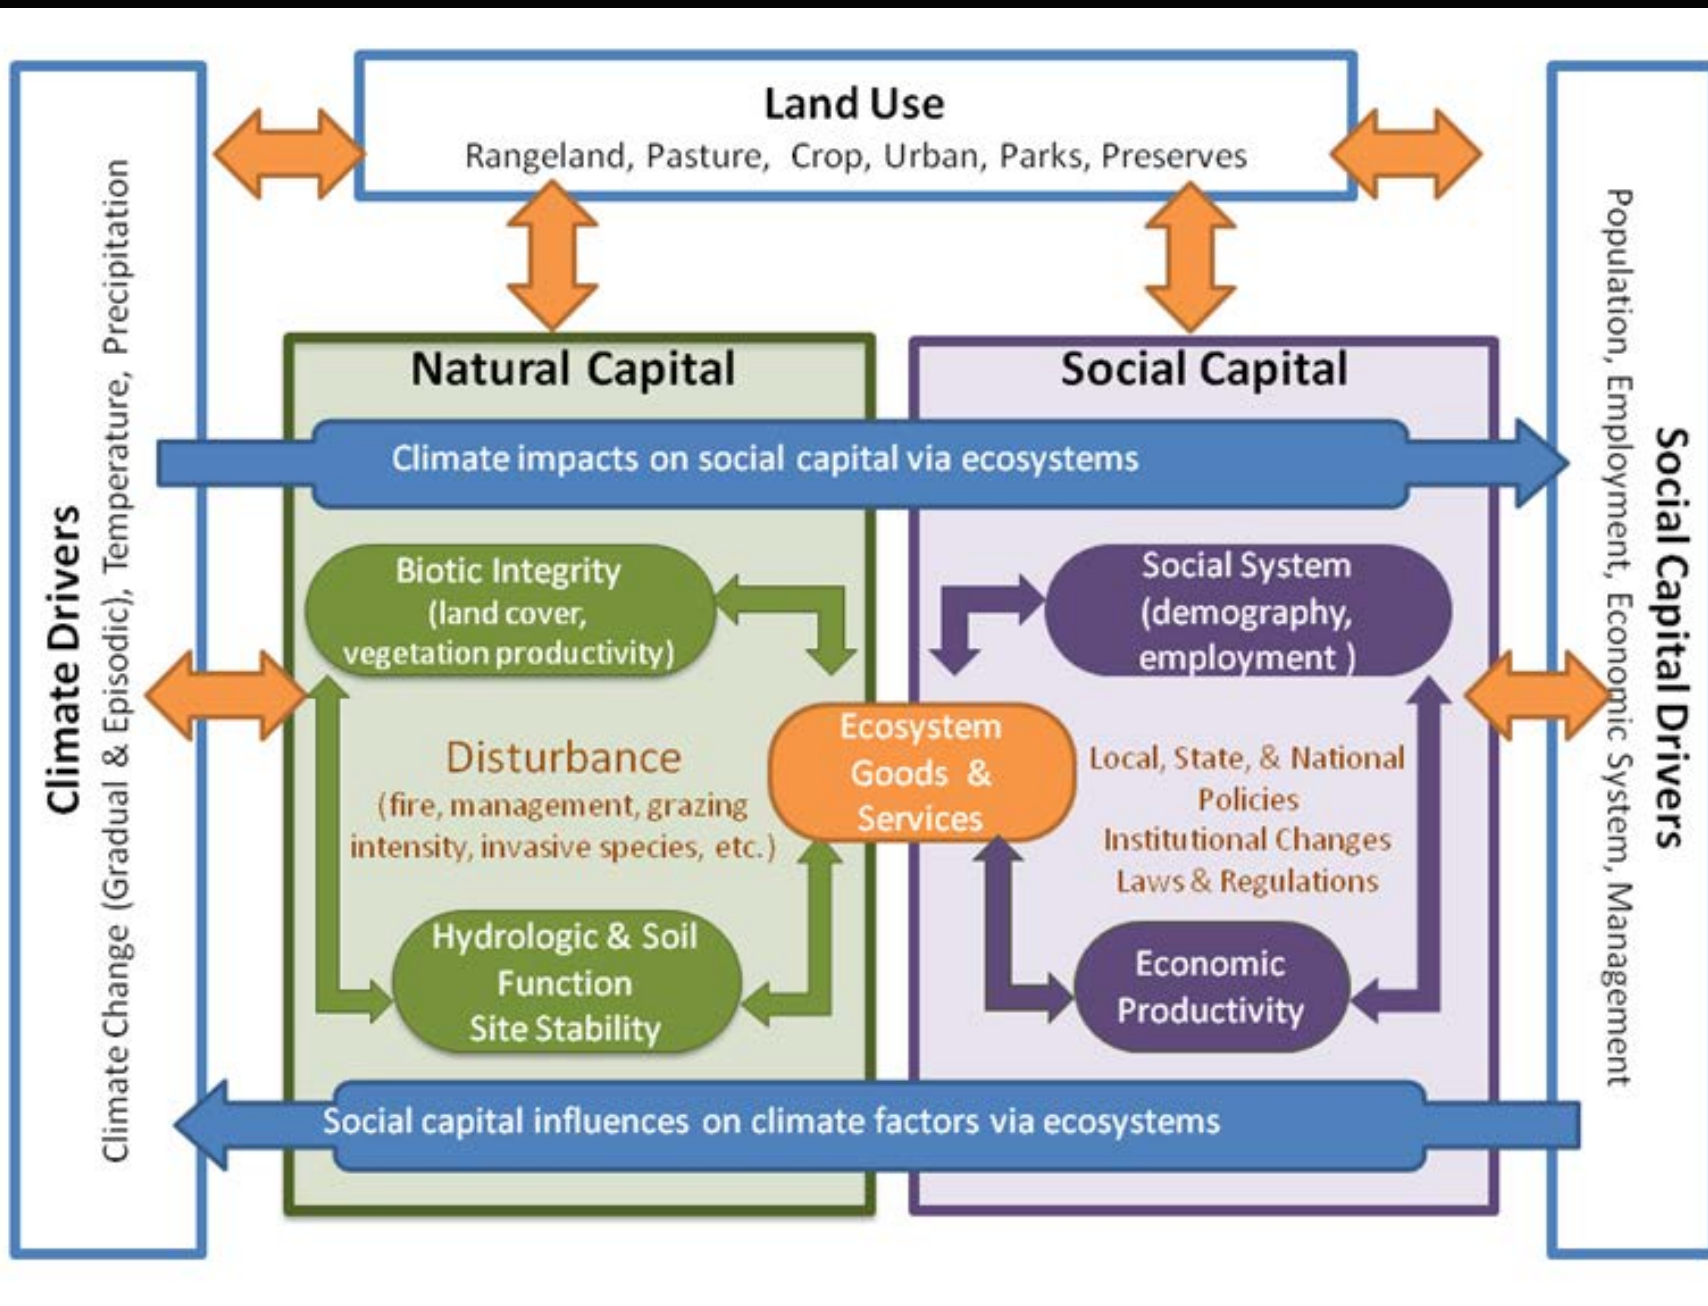 Land Use
Rangeland, Pasture, Crop, Urban, Parks, Preserves
Climate Drivers
Climate Change (Gradual & Episodic), Temperature, Precipitation
Natural Capital
Social Capital
Climate impacts on social capital via ecosystems
Biotic Integrity
(land cover,
vegetation productivity)
Social System
(demography,
employment )
Disturbance
(fire, management, grazing
intensity, invasive species, etc.)
Ecosystem
Goods &
Services
Local, State, & National
Policies
Institutional Changes
Laws & Regulations
Hydrologic & Soil
Function
Site Stability
Economic
Productivity
Social capital influences on climate factors via ecosystems
Social Capital Drivers
Population, Employment, Economic System, Management